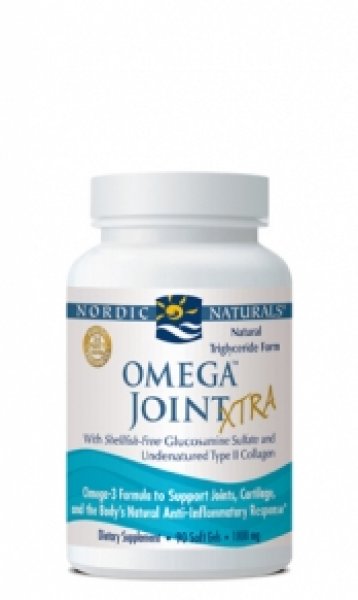 NORDIC NATURALS®
Natural
Triglyceride Form
OMEGA™
JOINT XTRA
With Shellfish-Free Glucosamine Sulfate and
Undenatured Type II Collagen
Omega-3 Formula to Support Joints, Cartilage,
and the Body's Natural Anti-Inflammatory Response*
Dietary Supplement • 90 Soft Gels • 1000 mg